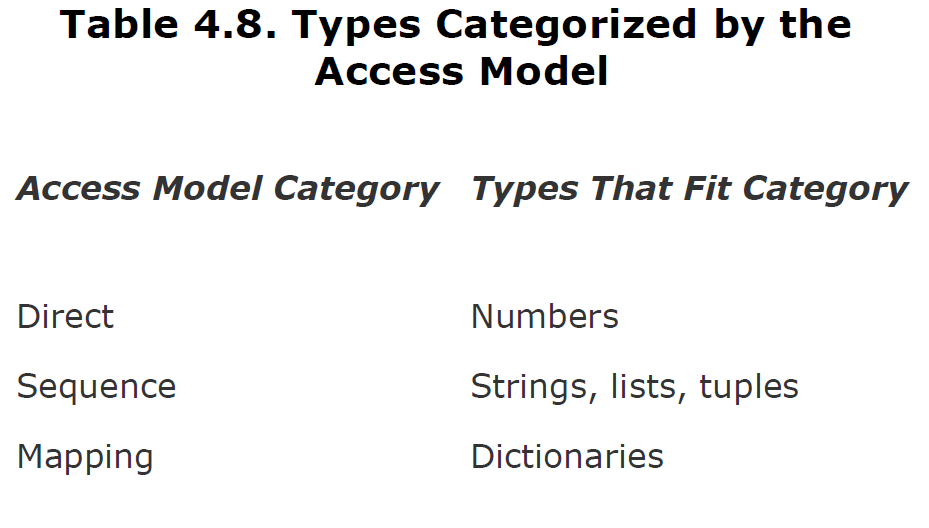 Table 4.8. Types Categorized by the
Access Model
Access Model Category Types That Fit Category
Direct Numbers
Sequence Strings, lists, tuples
Mapping Dictionaries